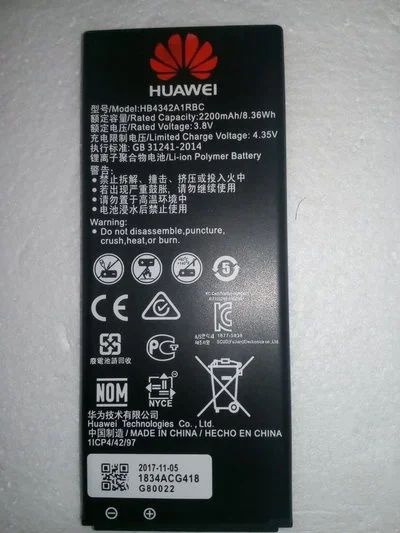 HUAWEI
型号/Model:HB4342A1RBC
额定容量/Rated Capacity:2200mAh/8.36Wh
额定电压/Rated Voltage:3.8V
充电限制电压/Limited Charge Voltage: 4.35V
执行标准/GB 31241-2014
锂离子聚合物电池/Li-ion Polymer Battery
警告:
禁止拆解、撞击、挤压或投入火中
若出现严重鼓胀，请勿继续使用
请勿置于高温环境中
电池浸水后禁止使用
Warning:
Do not disassemble,puncture,
crush,heat,or burn.
5
CE
廢電池請回收
NOM
NYCE
华为技术有限公司
Huawei Technologies Co., Ltd.
中国制造 / MADE IN CHINA / HECHO EN CHINA
1ICP4/42/97
2017-11-05
1834ACG418
G80022